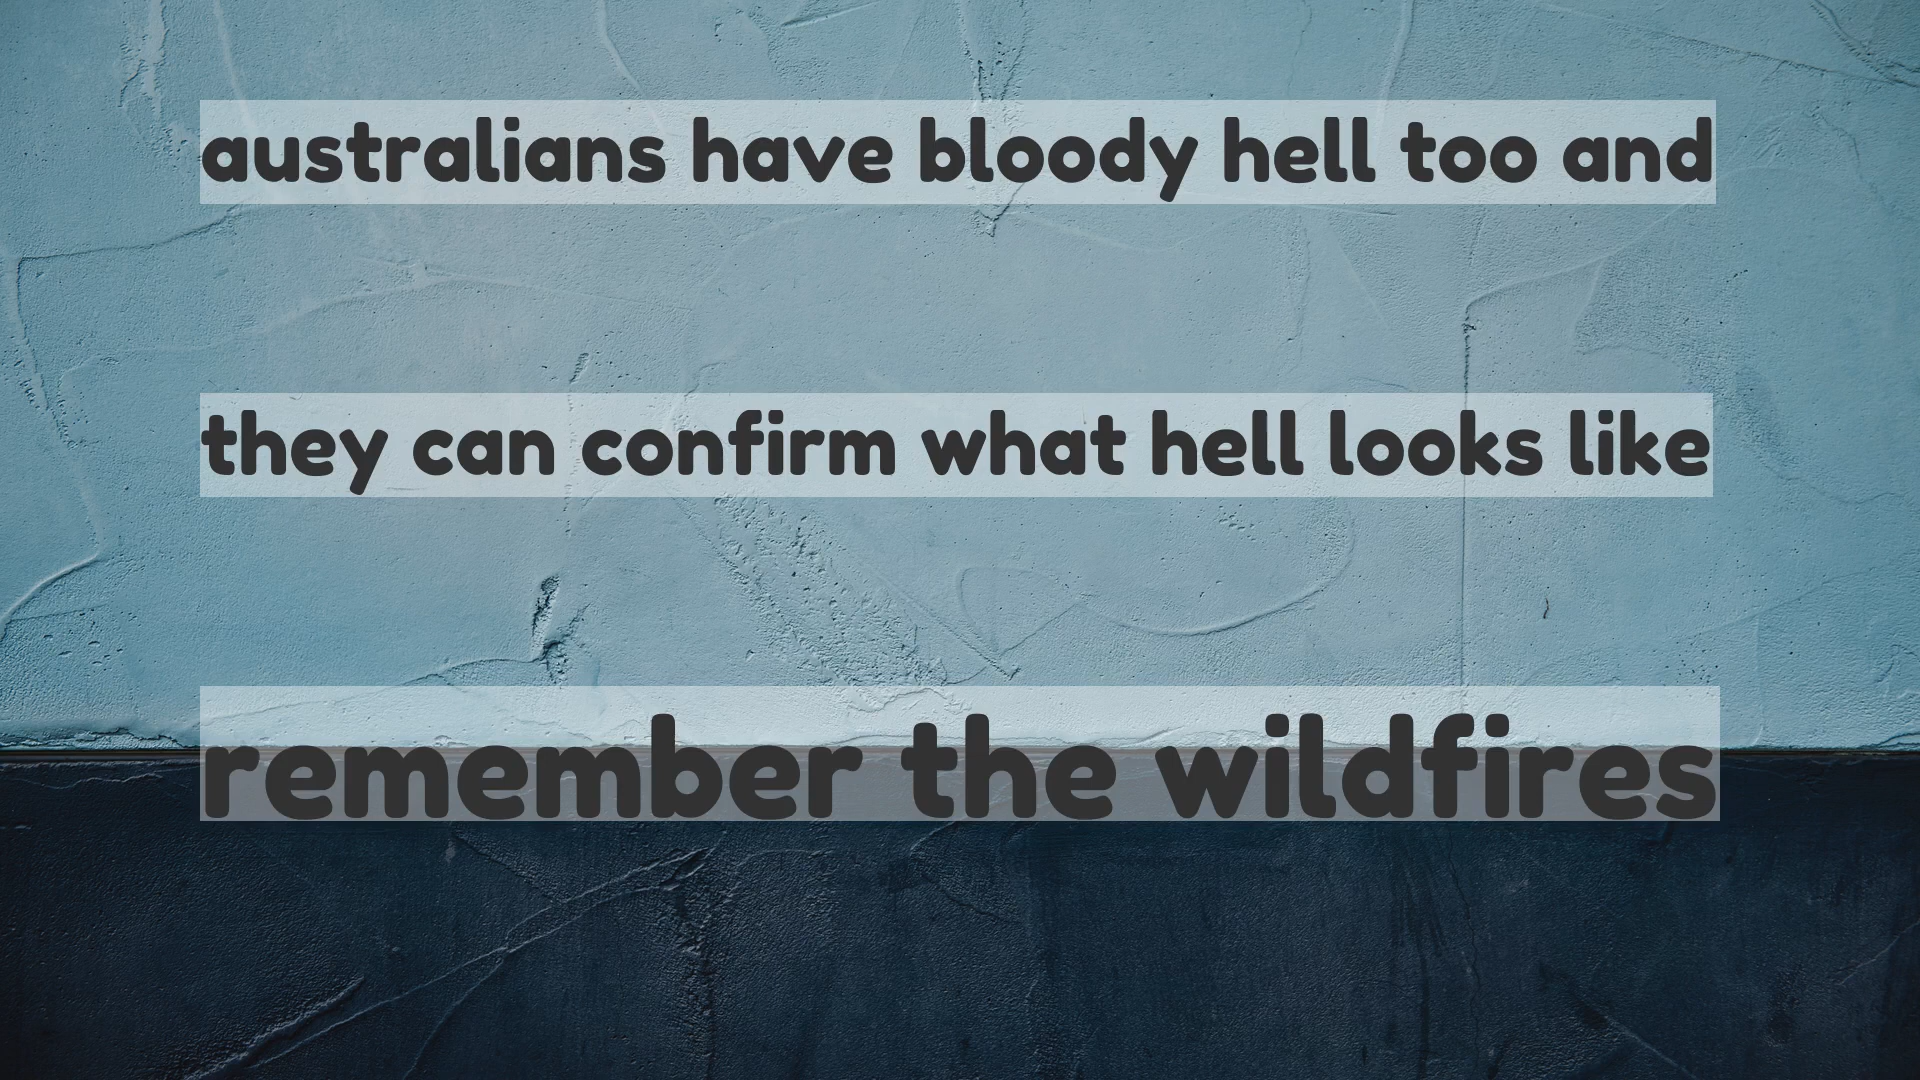 australians have bloody hell too and
they can confirm what hell looks like
remember the wildfires